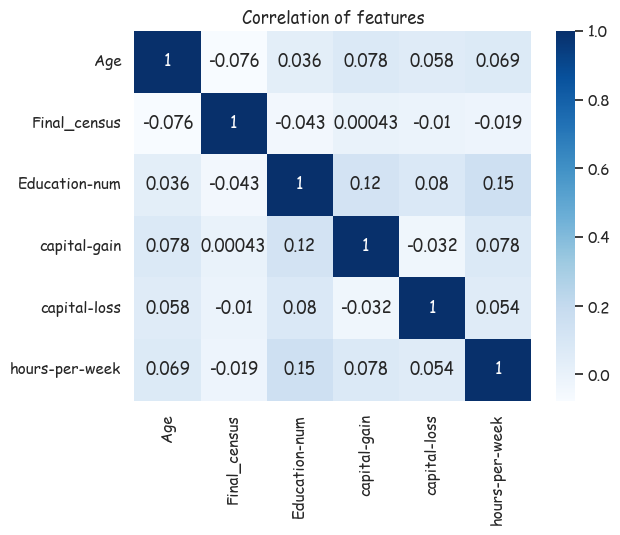 Correlation of features
Age 1 -0.076 0.036 0.078 0.058 0.069
Final_census -0.076 1 -0.043 0.00043 -0.01 -0.019
Education-num 0.036 -0.043 1 0.12 0.08 0.15
capital-gain 0.078 0.00043 0.12 1 -0.032 0.078
capital-loss 0.058 -0.01 0.08 -0.032 1 0.054
hours-per-week 0.069 -0.019 0.15 0.078 0.054 1
Age
Final_census
Education-num
capital-gain
capital-loss
hours-per-week
1.0
0.8
0.6
0.4
0.2
0.0